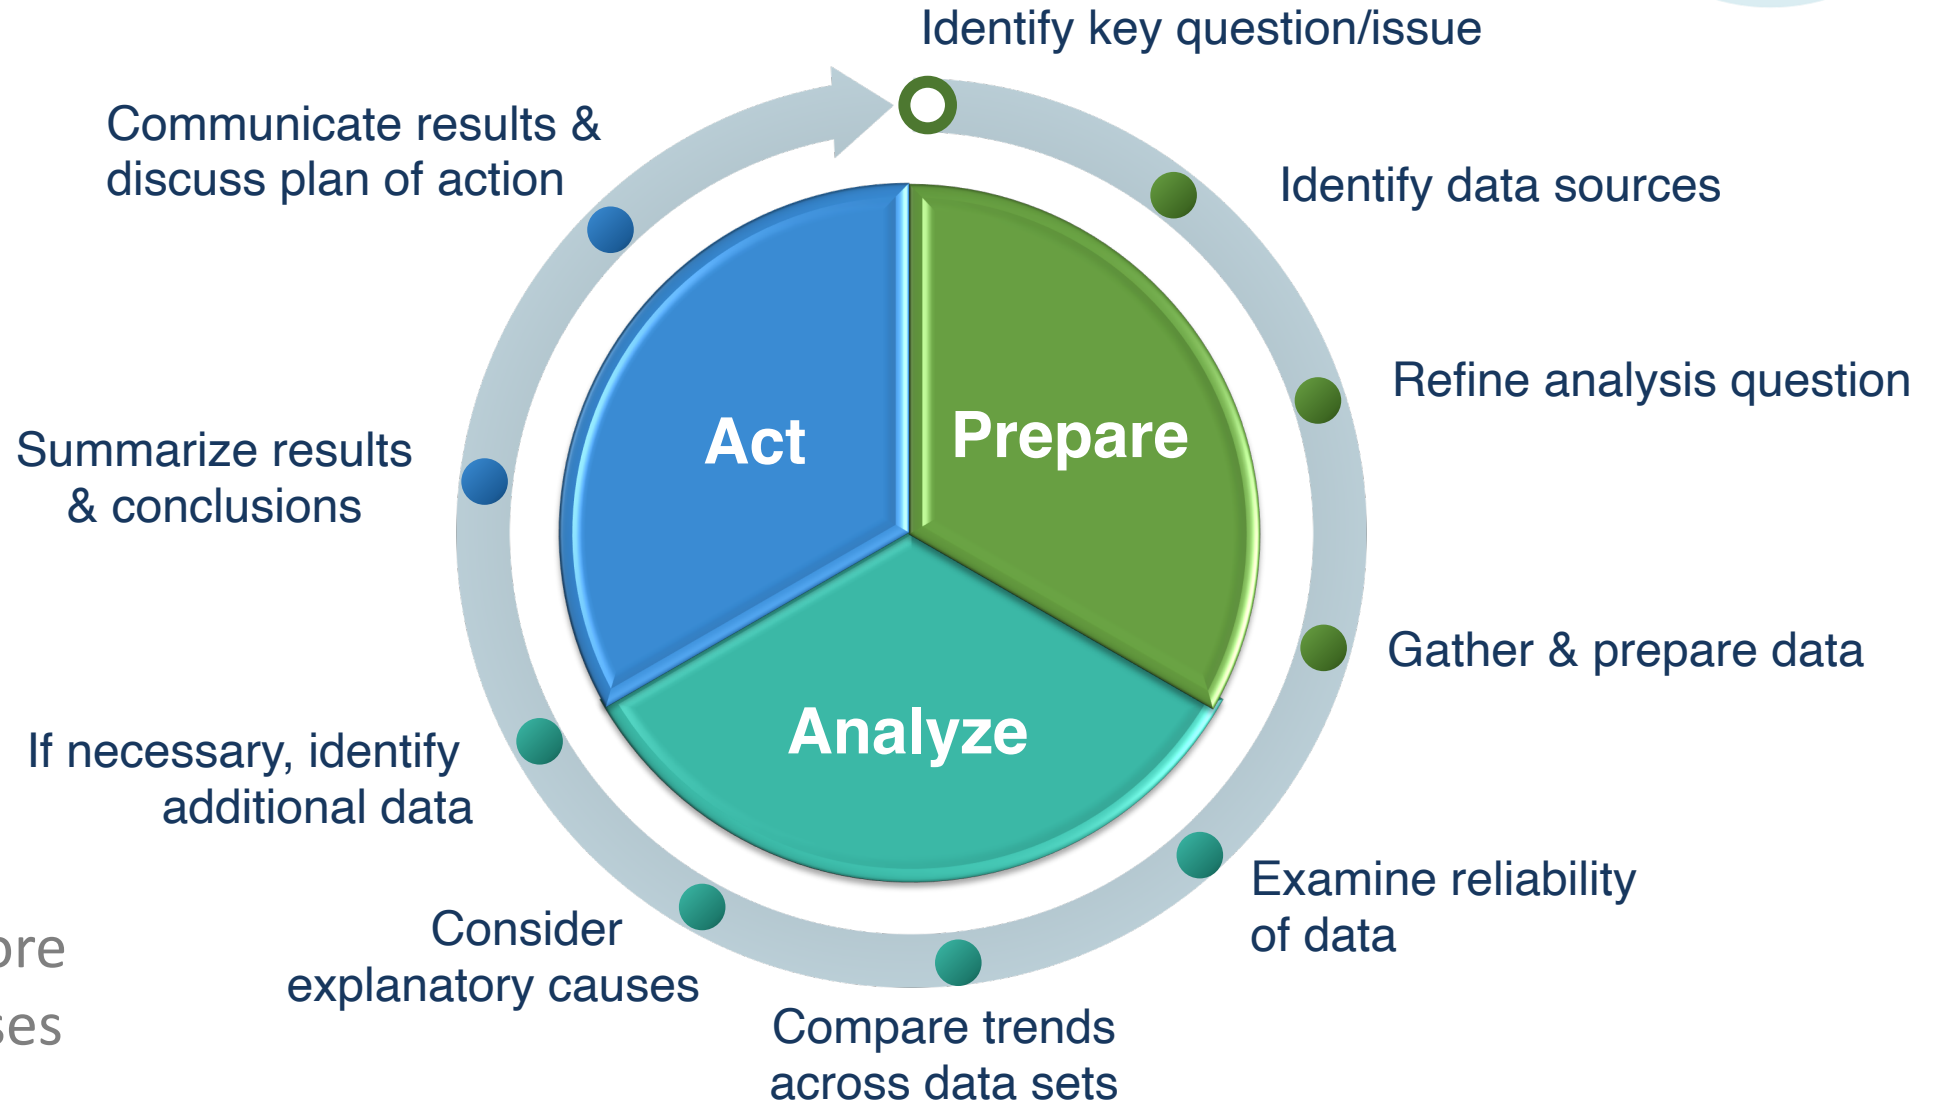 Identify key question/issue
Identify data sources
Refine analysis question
Gather & prepare data
Examine reliability
of data
Compare trends
across data sets
Consider
explanatory causes
If necessary, identify
additional data
Summarize results
& conclusions
Communicate results &
discuss plan of action
Act
Prepare
Analyze